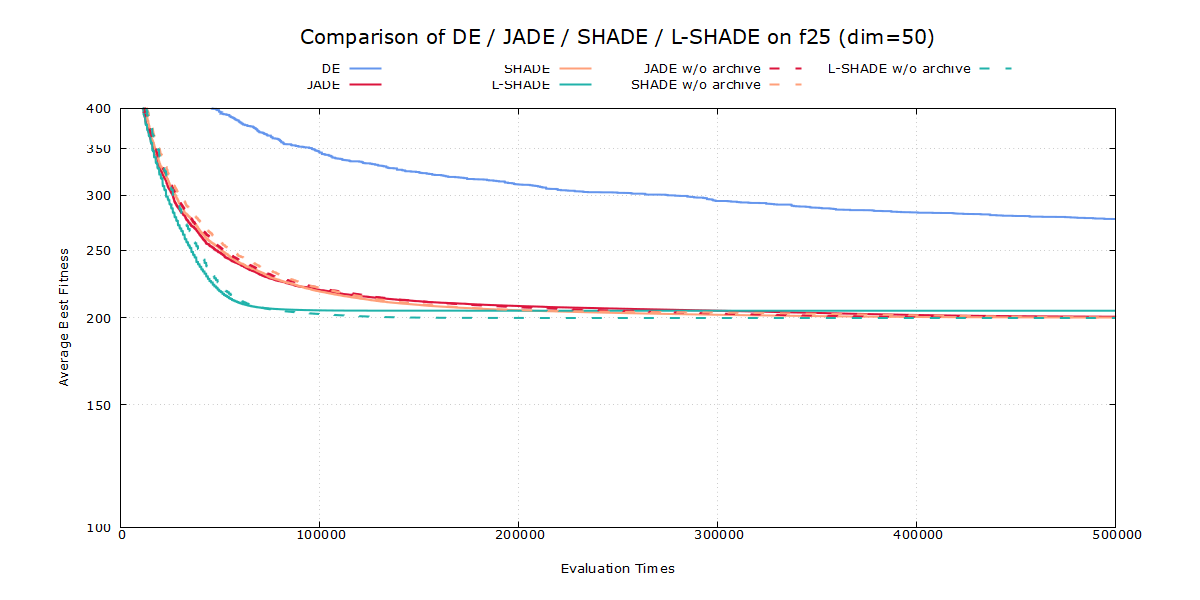 Comparison of DE / JADE / SHADE / L-SHADE on f25 (dim=50)
DE SHADE JADE w/o archive L-SHADE w/o archive
JADE L-SHADE SHADE w/o archive
400
350
300
250
200
150
100
Average Best Fitness
0 100000 200000 300000 400000 500000
Evaluation Times